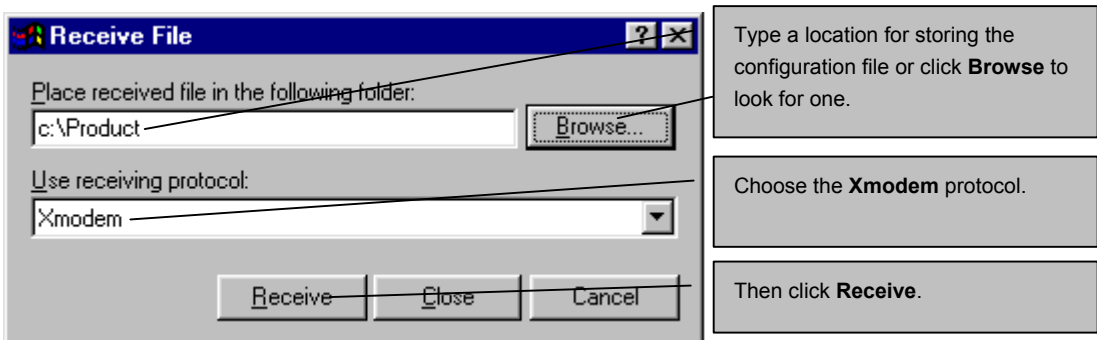 Receive File
Place received file in the following folder:
c:\Product
Browse...
Use receiving protocol:
Xmodem
Receive
Close
Cancel
Type a location for storing the
configuration file or click Browse to
look for one.
Choose the Xmodem protocol.
Then click Receive.